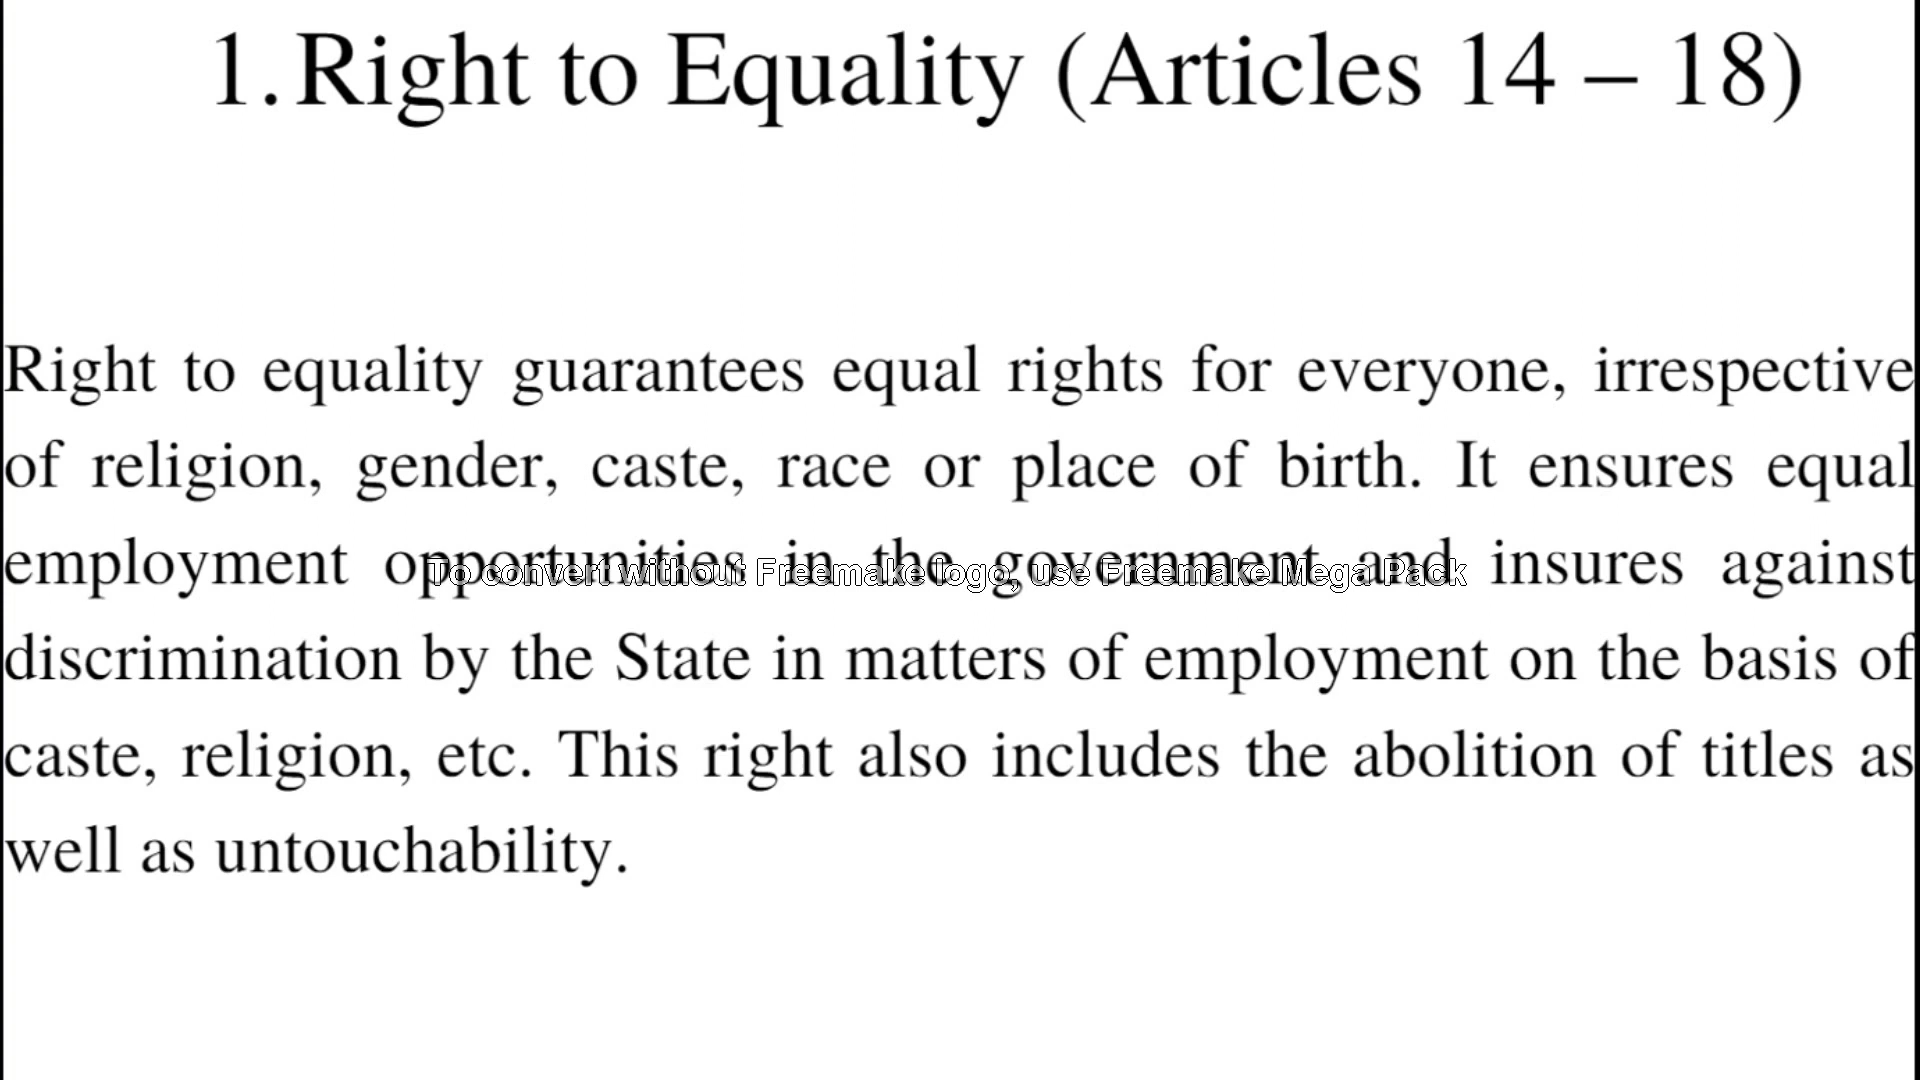 1. Right to Equality (Articles 14 – 18)
Right to equality guarantees equal rights for everyone, irrespective
of religion, gender, caste, race or place of birth. It ensures equal
employment opportunities in the government and insures against
To convert without Freemake logo, use Freemake Mega Pack
discrimination by the State in matters of employment on the basis of
caste, religion, etc. This right also includes the abolition of titles as
well as untouchability.